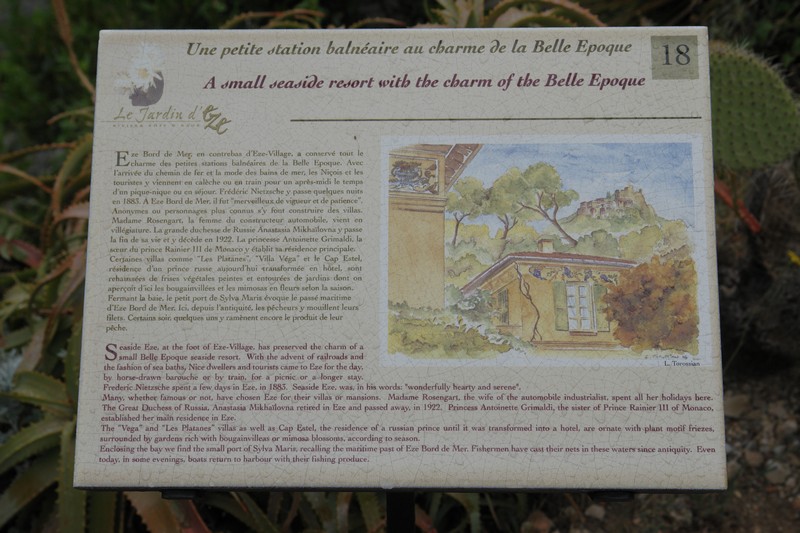 Une petite station balnéaire au charme de la Belle Epoque
18
A small seaside resort with the charm of the Belle Epoque
Le Jardin d'Eze
Eze Bord de Mer, en contrebas d'Eze-Village, a conservé tout le
charme des petites stations balnéaires de la Belle Epoque. Avec
l'arrivée du chemin de fer et la mode des bains de mer, les Niçois et les
touristes y viennent en calèche ou en train pour un après-midi le temps
d'un pique-nique ou en séjour. Frédéric Nietzsche y passe quelques nuits
en 1883. A Eze Bord de Mer, il fut "merveilleux de vigueur et de patience".
Anonymes ou personnages plus connus s'y font construire des villas.
Madame Rosengart, la femme du constructeur automobile, vient en
villégiature. La grande duchesse de Russie Anastasia Mikhaïlovna y passe
la fin de sa vie et y décède en 1922. La princesse Antoinette Grimaldi, la
sœur du prince Rainier III de Monaco y établit sa résidence principale.
Certaines villas comme "Les Platanes", "Villa Véga" et le Cap Estel,
résidence d'un prince russe aujourd'hui transformée en hôtel, sont
rehaussées de frises végétales peintes et entourées de jardins dont on
aperçoit d'ici les bougainvillées et les mimosas en fleurs selon la saison.
Fermant la baie, le petit port de Sylva Maris évoque le passé maritime
d'Eze Bord de Mer. Ici, depuis l'antiquité, les pêcheurs y mouillent leurs
filets. Certains soir, quelques uns y ramènent encore le produit de leur
pêche.
L. Torentsen
Seaside Eze, at the foot of Eze-Village, has preserved the charm of a
small Belle Epoque seaside resort. With the advent of railroads and
the fashion of sea baths, Nice dwellers and tourists came to Eze for the day,
by horse-drawn barouche or by train, for a picnic or a longer stay.
Frederic Nietzsche spent a few days in Eze, in 1883. Seaside Eze, was, in his words: "wonderfully hearty and serene".
Many, whether famous or not, have chosen Eze for their villas or mansions. Madame Rosengart, the wife of the automobile industrialist, spent all her holidays here.
The Great Duchess of Russia, Anastasia Mikhaïlovna retired in Eze and passed away, in 1922. Princess Antoinette Grimaldi, the sister of Prince Rainier III of Monaco,
established her main residence in Eze.
The "Vega" and "Les Platanes" villas as well as Cap Estel, the residence of a russian prince until it was transformed into a hotel, are ornate with plant motif friezes,
surrounded by gardens rich with bougainvilleas or mimosa blossoms, according to season.
Enclosing the bay we find the small port of Sylva Maris, recalling the maritime past of Eze Bord de Mer. Fishermen have cast their nets in these waters since antiquity. Even
today, in some evenings, boats return to harbour with their fishing produce.